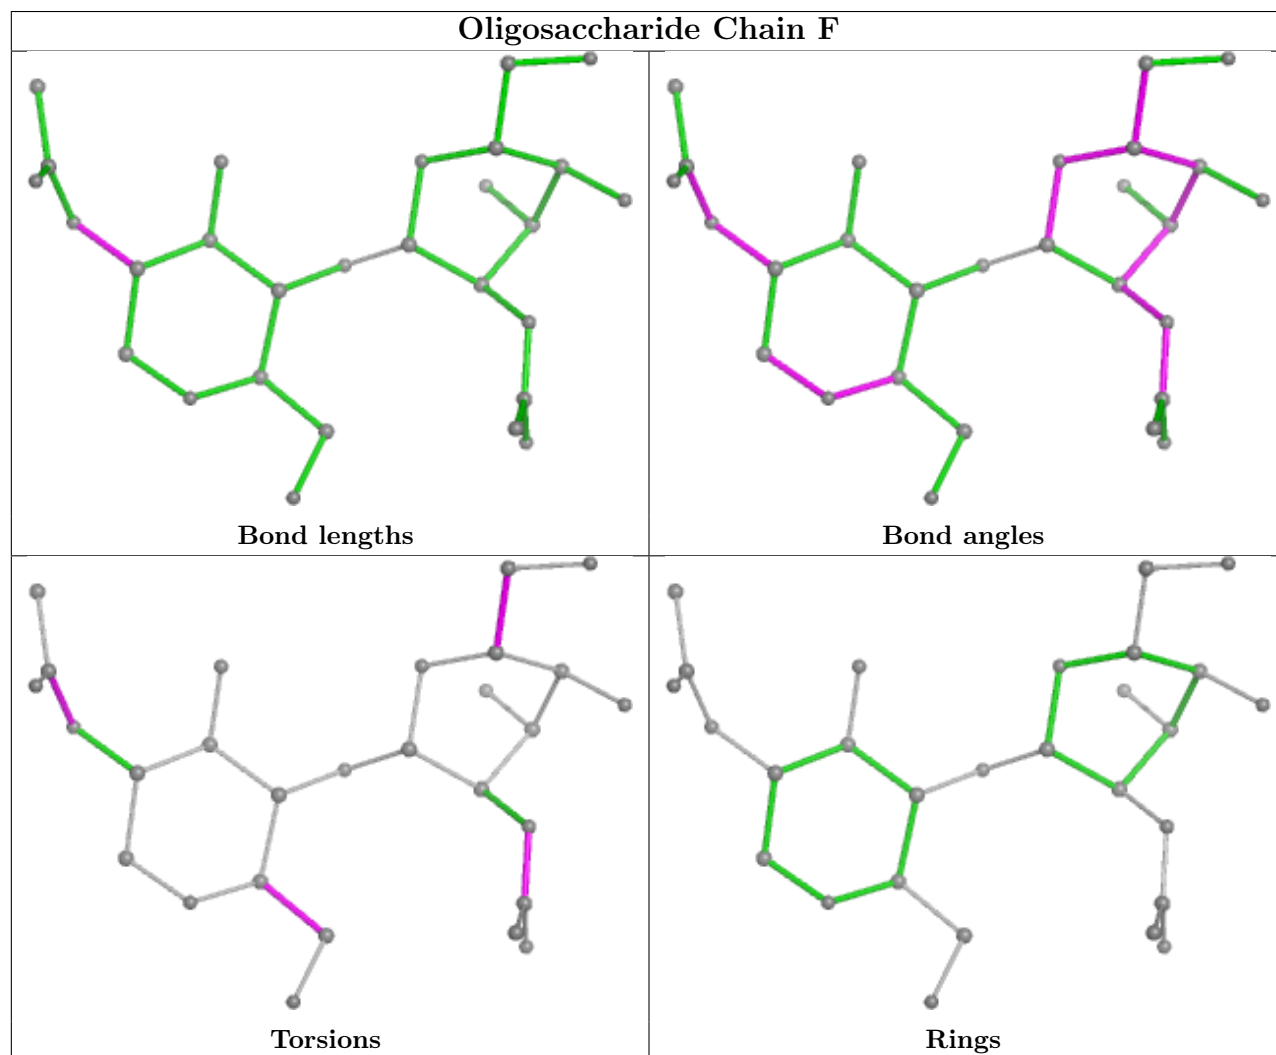 Oligosaccharide Chain F
Bond lengths
Bond angles
Torsions
Rings